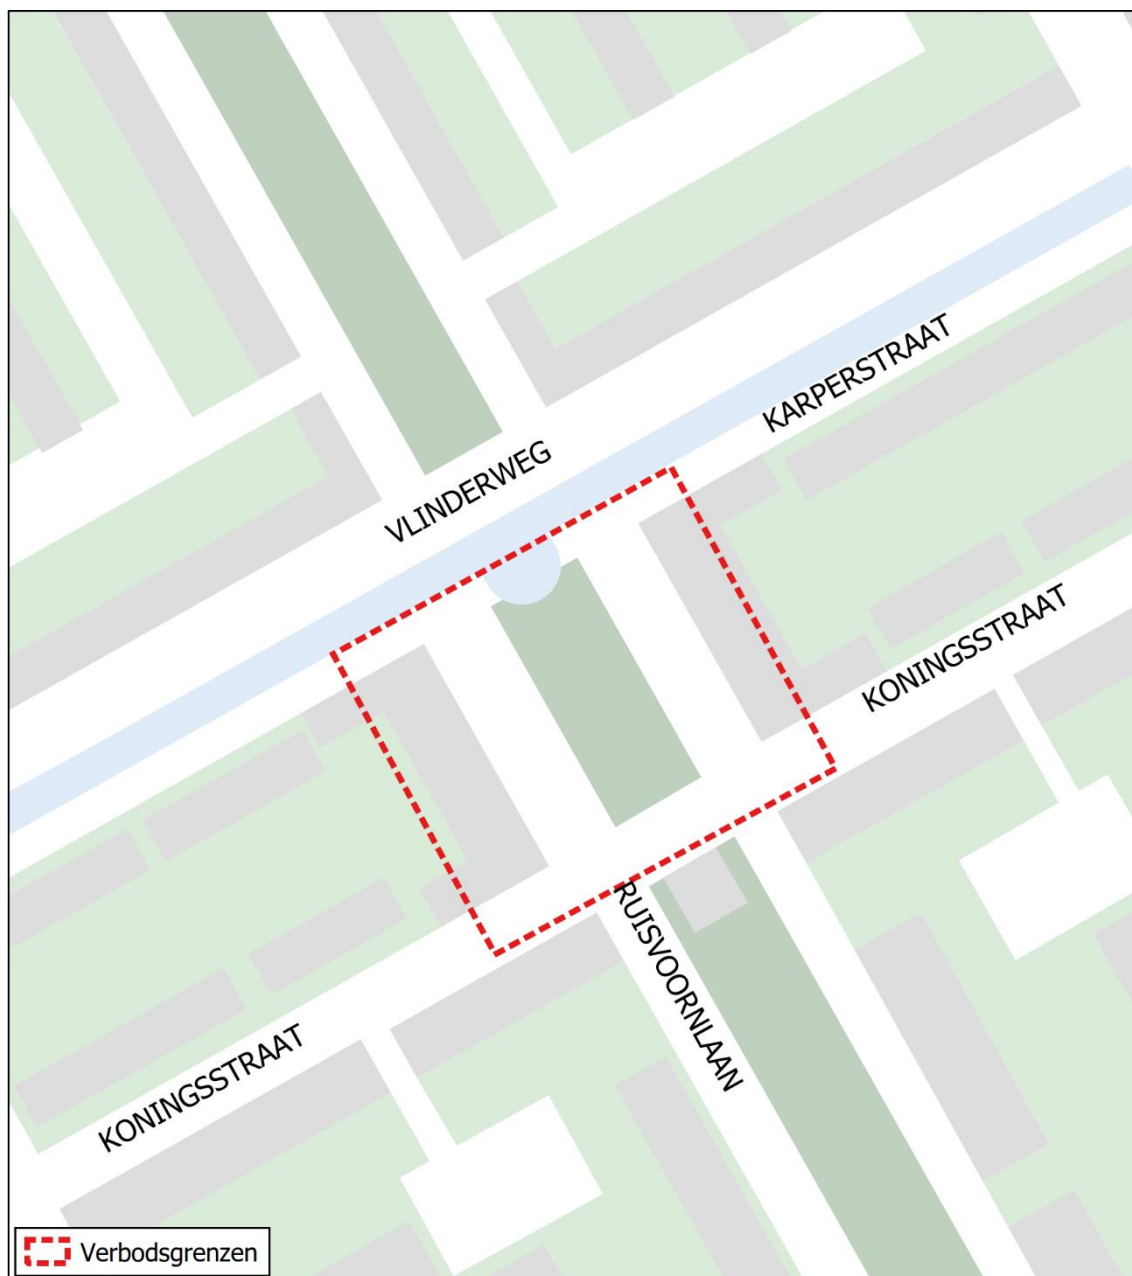 KARPERSTRAAT
VLINDERWEG
KONINGSSTRAAT
RUISVOORNLAAN
KONINGSSTRAAT
Verbodsgrenzen